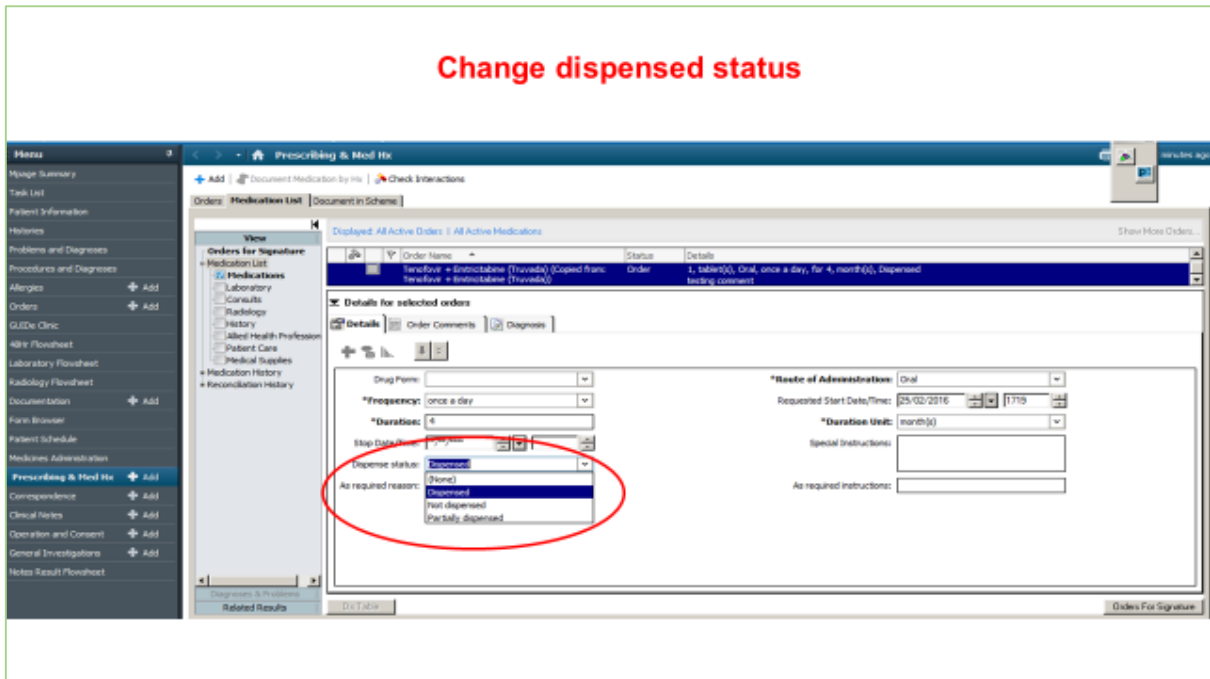 Change dispensed status
Menu
Prescribing & Med Hx
minutes ago
Mpage Summary
Task List
Patient Information
Histories
Problems and Diagnoses
Procedures and Diagnoses
Allergies + Add
Orders + Add
GUIDe Clinic
48Hr Flowsheet
Laboratory Flowsheet
Radiology Flowsheet
Documentation + Add
Form Browser
Patient Schedule
Medicines Administration
Prescribing & Med Hx + Add
Correspondence + Add
Clinical Notes + Add
Operation and Consent + Add
General Investigations + Add
Notes Result Flowsheet
+ Add | Document Medication by Hx | Check Interactions
Orders Medication List Document in Scheme
View
Orders for Signature
Medication List
Medications
Laboratory
Consults
Radiology
History
Allied Health Profession
Patient Care
Medical Supplies
Medication History
Reconciliation History
Diagnoses & Problems
Related Results
Displayed: All Active Orders | All Active Medications
Show More Orders...
Order Name Status Details
Tenofovir + Emtricitabine (Truvada) (Copied from: Order 1, tablet(s), Oral, once a day, for 4, month(s), Dispensed
Tenofovir + Emtricitabine (Truvada)) testing comment
Details for selected orders
Details Order Comments Diagnosis
Drug Form: *Route of Administration: Oral
*Frequency: once a day Requested Start Date/Time: 25/02/2016 1719
*Duration: 4 *Duration Unit: month(s)
Stop Date/Time: Special Instructions:
Dispense status: Dispensed
As required reason: As required instructions:
(None)
Dispensed
Not dispensed
Partially dispensed
Dx Table Orders For Signature